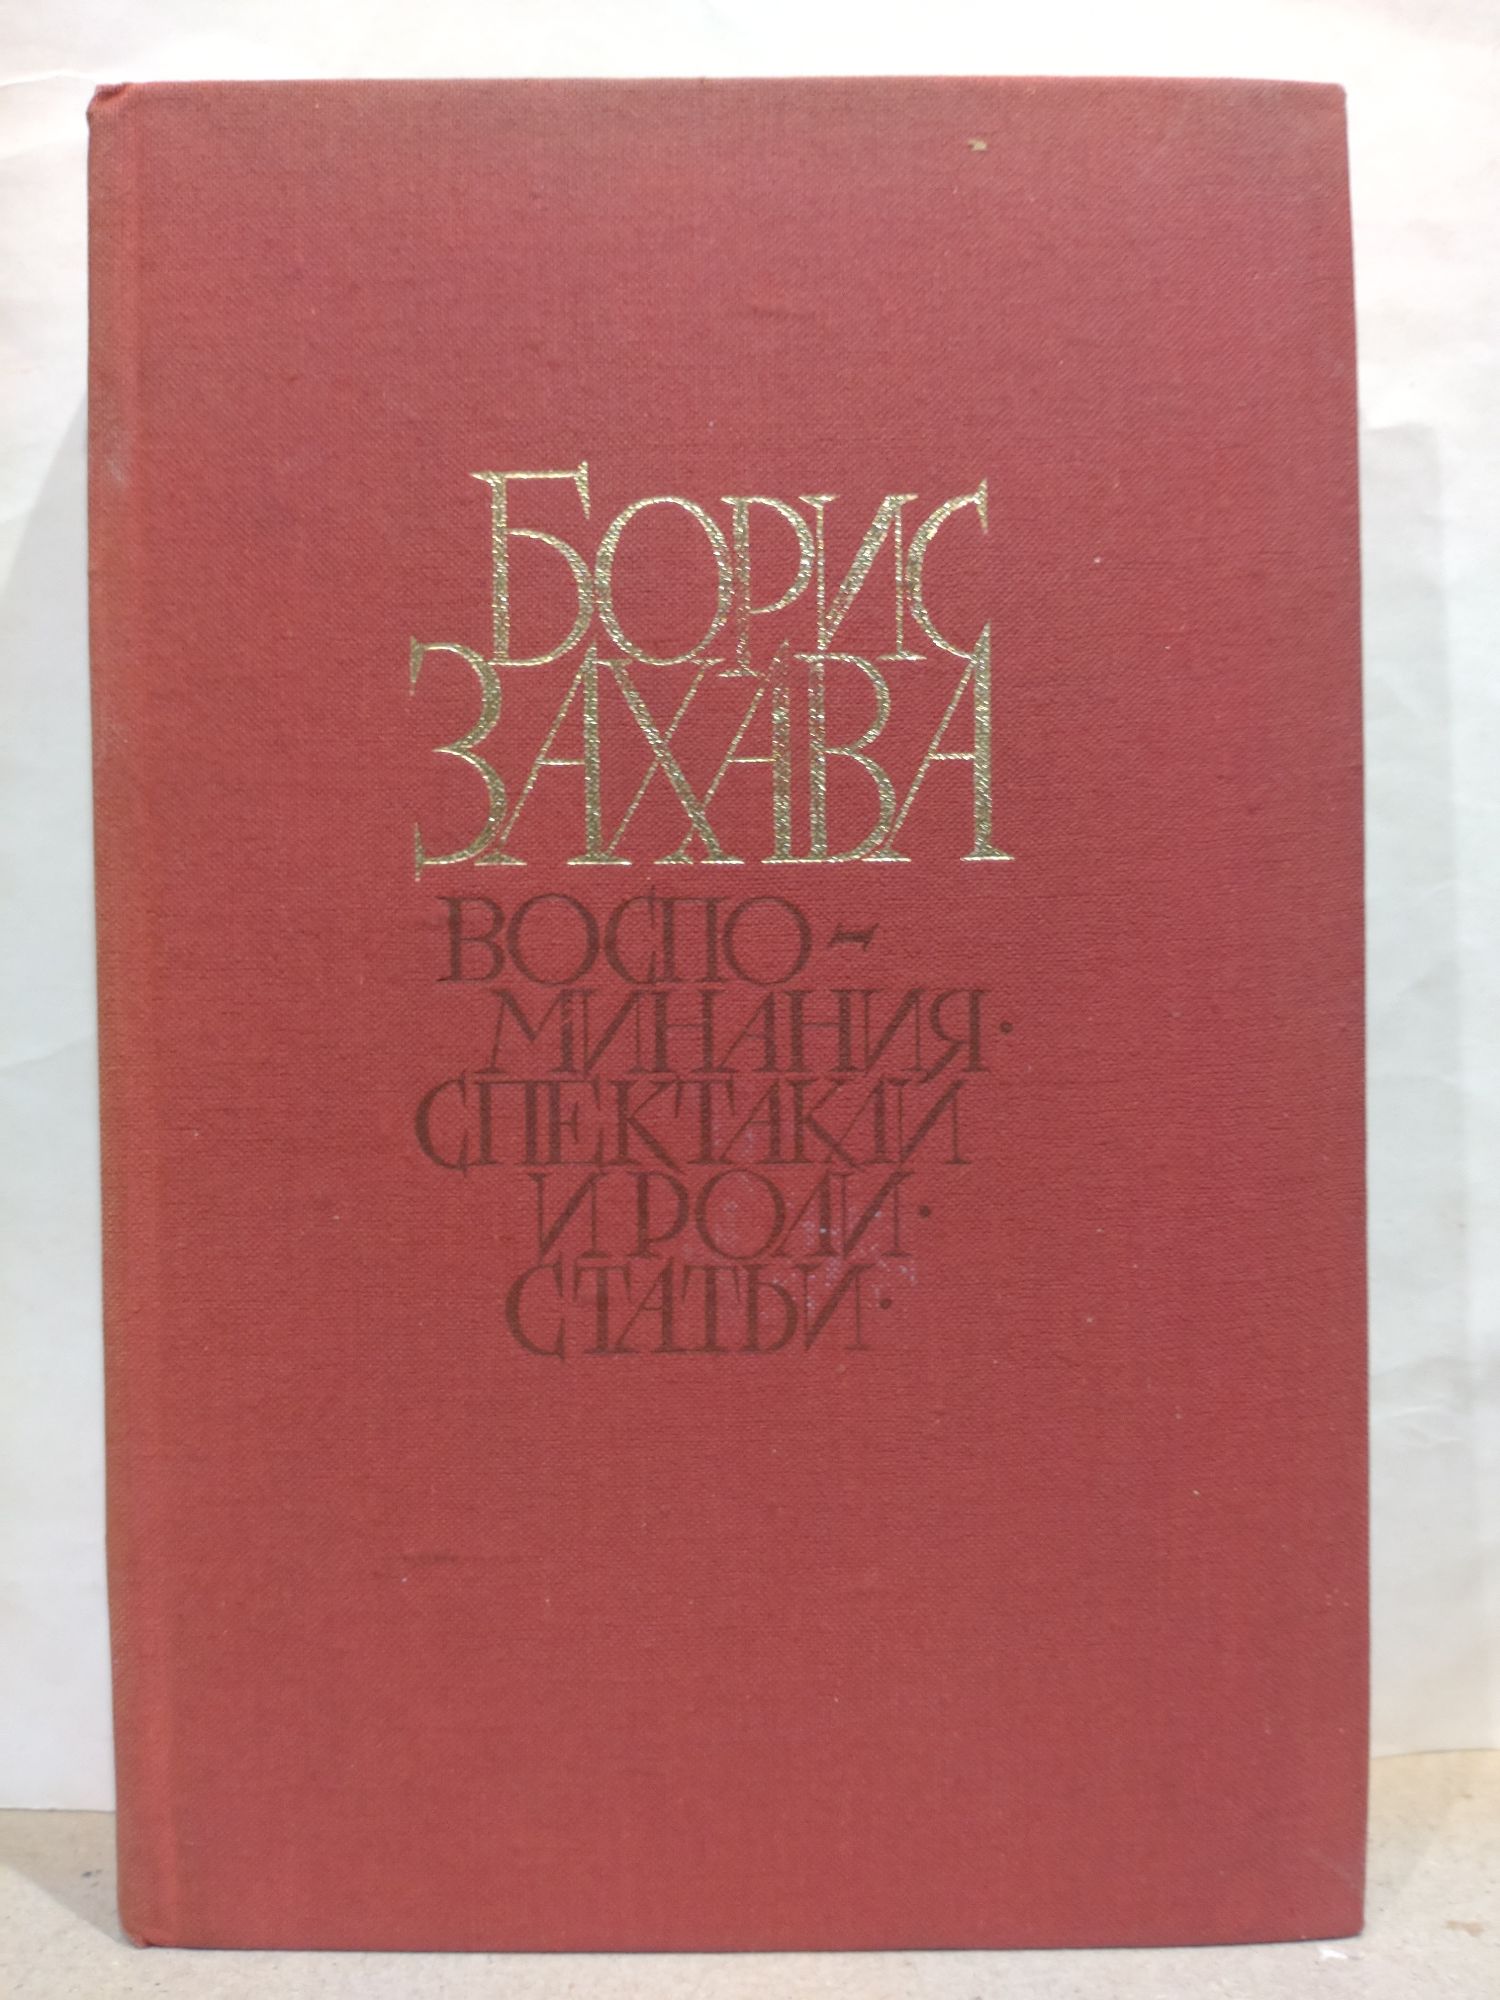 БОРИС
ЗАХАВА
ВОСПО-
МИНАНИЯ·
СПЕКТАКЛИ
И РОЛИ·
СТАТЬИ·